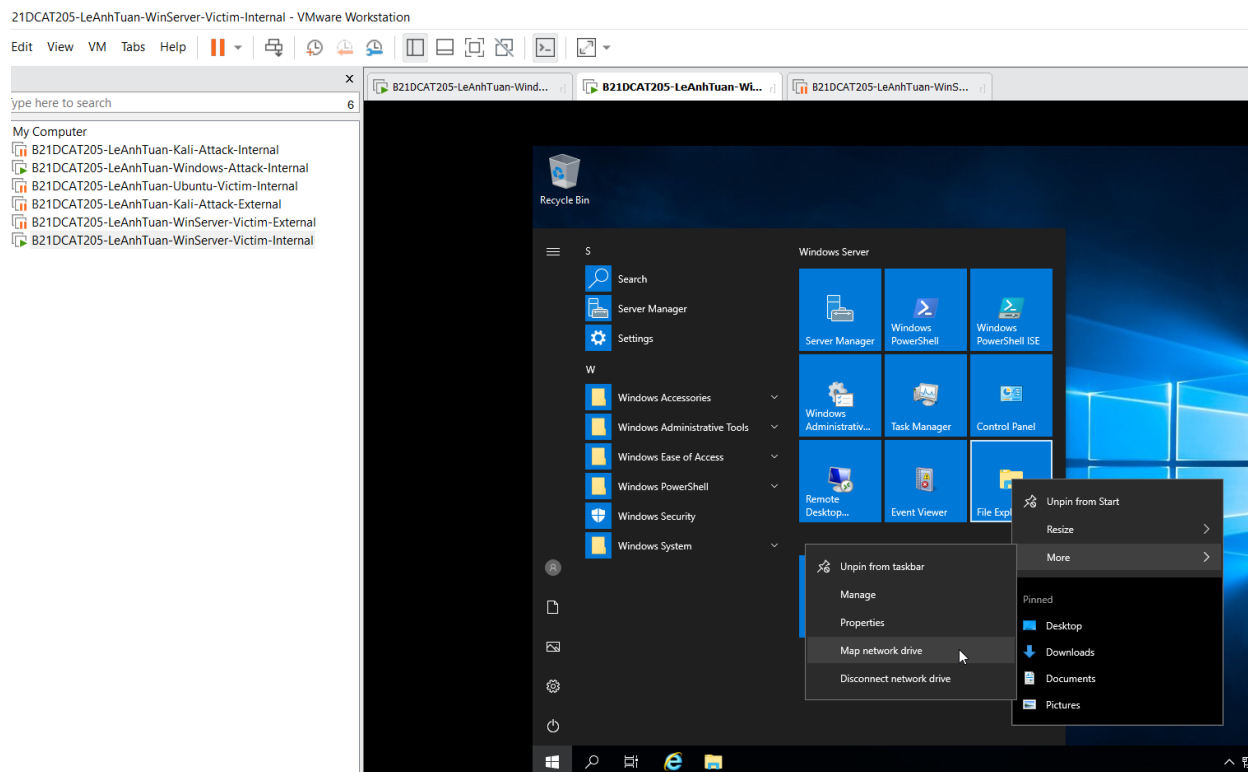 21DCAT205-LeAnhTuan-WinServer-Victim-Internal - VMware Workstation
Edit View VM Tabs Help
ype here to search
6
My Computer
B21DCAT205-LeAnhTuan-Kali-Attack-Internal
B21DCAT205-LeAnhTuan-Windows-Attack-Internal
B21DCAT205-LeAnhTuan-Ubuntu-Victim-Internal
B21DCAT205-LeAnhTuan-Kali-Attack-External
B21DCAT205-LeAnhTuan-WinServer-Victim-External
B21DCAT205-LeAnhTuan-WinServer-Victim-Internal
B21DCAT205-LeAnhTuan-Wind...
B21DCAT205-LeAnhTuan-Wi...
B21DCAT205-LeAnhTuan-WinS...
Recycle Bin
S
Search
Server Manager
Settings
W
Windows Accessories
Windows Administrative Tools
Windows Ease of Access
Windows PowerShell
Windows Security
Windows System
Windows Server
Server Manager
Windows
PowerShell
Windows
PowerShell ISE
Windows
Administrativ...
Task Manager
Control Panel
Remote
Desktop...
Event Viewer
File Expl
Unpin from Start
Resize
More
Pinned
Desktop
Downloads
Documents
Pictures
Unpin from taskbar
Manage
Properties
Map network drive
Disconnect network drive